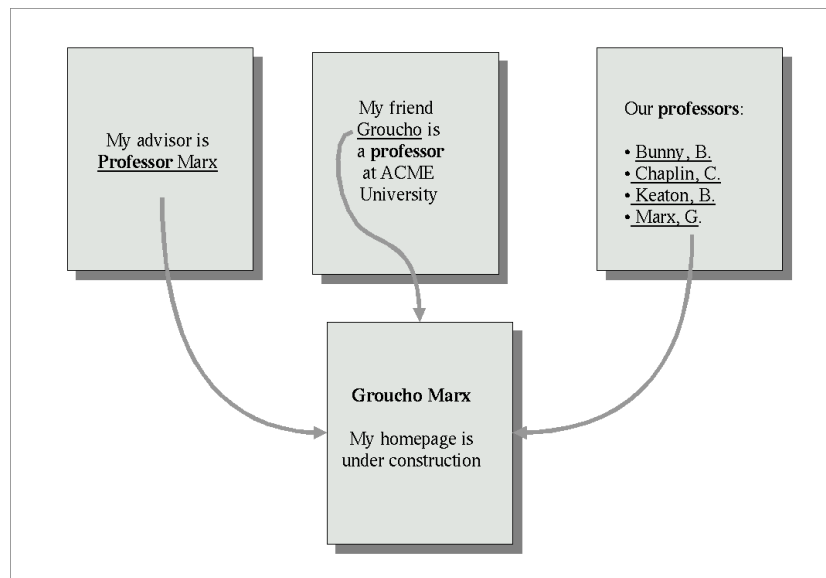 My advisor is
Professor Marx
My friend
Groucho is
a professor
at ACME
University
Our professors:
• Bunny, B.
• Chaplin, C.
• Keaton, B.
• Marx, G.
Groucho Marx
My homepage is
under construction